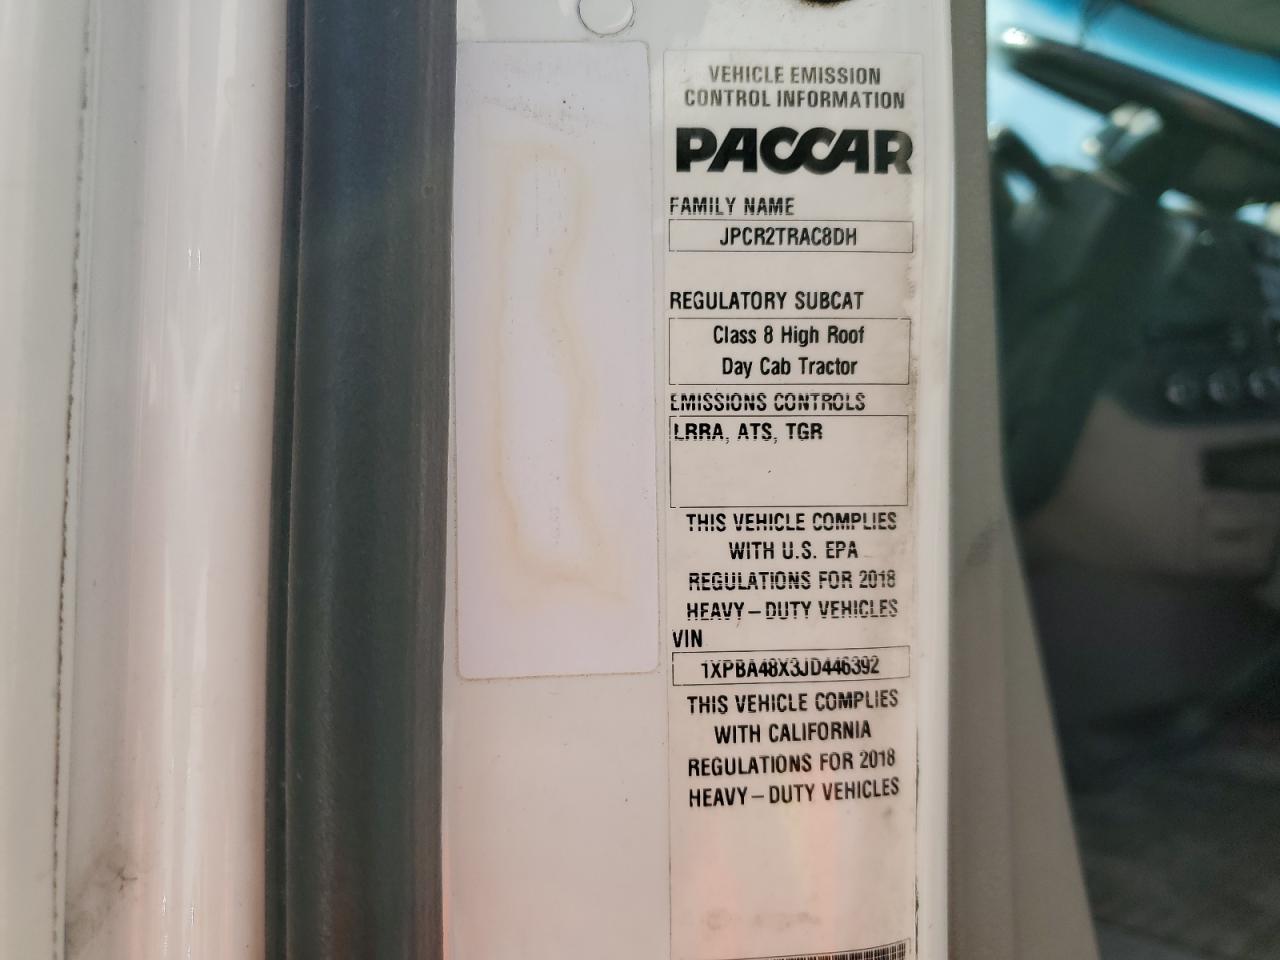 VEHICLE EMISSION
CONTROL INFORMATION
PACCAR
FAMILY NAME
JPCR2TRAC8DH
REGULATORY SUBCAT
Class 8 High Roof
Day Cab Tractor
EMISSIONS CONTROLS
LRRA, ATS, TGR
THIS VEHICLE COMPLIES
WITH U.S. EPA
REGULATIONS FOR 2018
HEAVY-DUTY VEHICLES
VIN
1XPBA48X3JD446392
THIS VEHICLE COMPLIES
WITH CALIFORNIA
REGULATIONS FOR 2018
HEAVY-DUTY VEHICLES